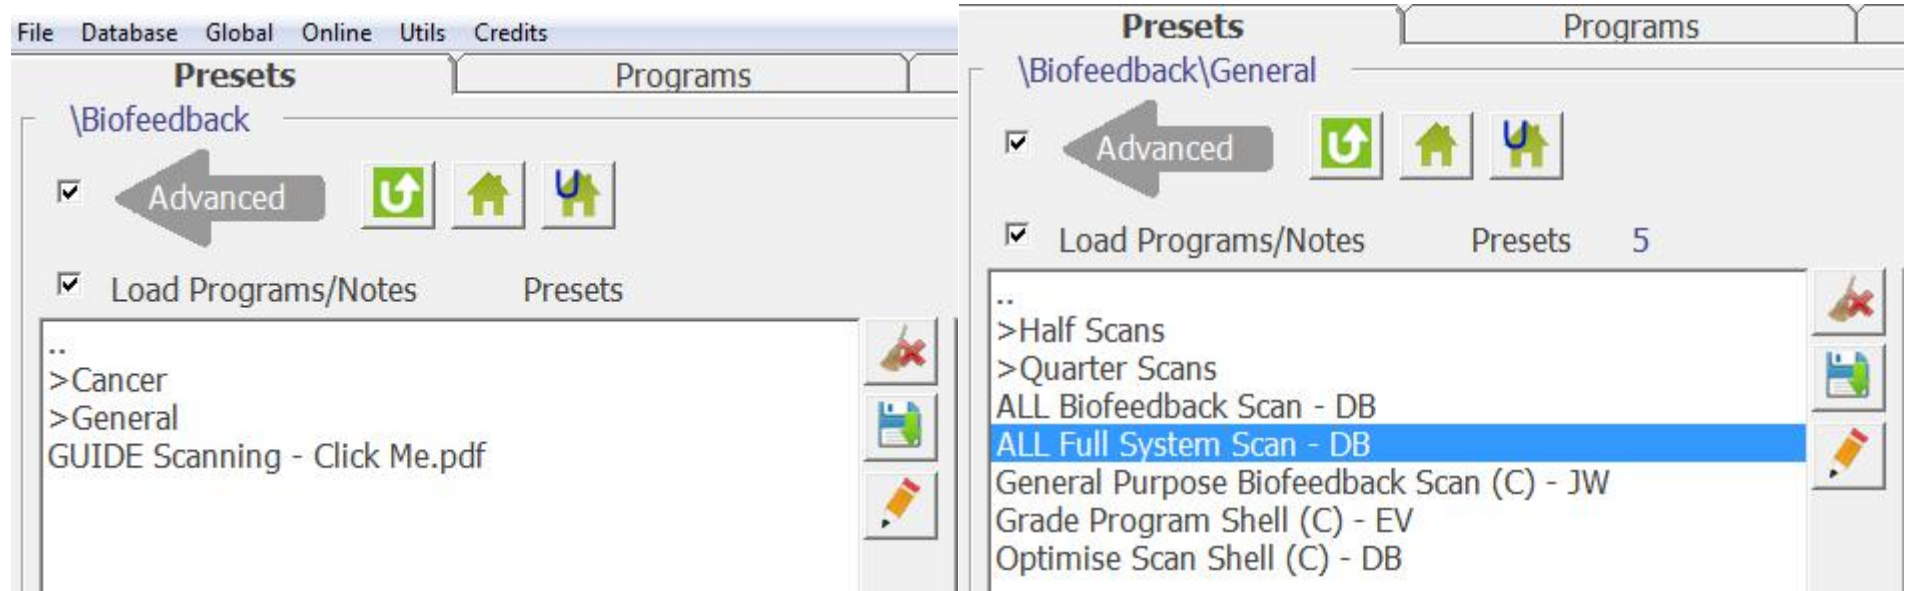 File Database Global Online Utils Credits
Presets Programs
\Biofeedback
Advanced
Load Programs/Notes Presets
..
>Cancer
>General
GUIDE Scanning - Click Me.pdf
Presets Programs
\Biofeedback\General
Advanced
Load Programs/Notes Presets 5
..
>Half Scans
>Quarter Scans
ALL Biofeedback Scan - DB
ALL Full System Scan - DB
General Purpose Biofeedback Scan (C) - JW
Grade Program Shell (C) - EV
Optimise Scan Shell (C) - DB